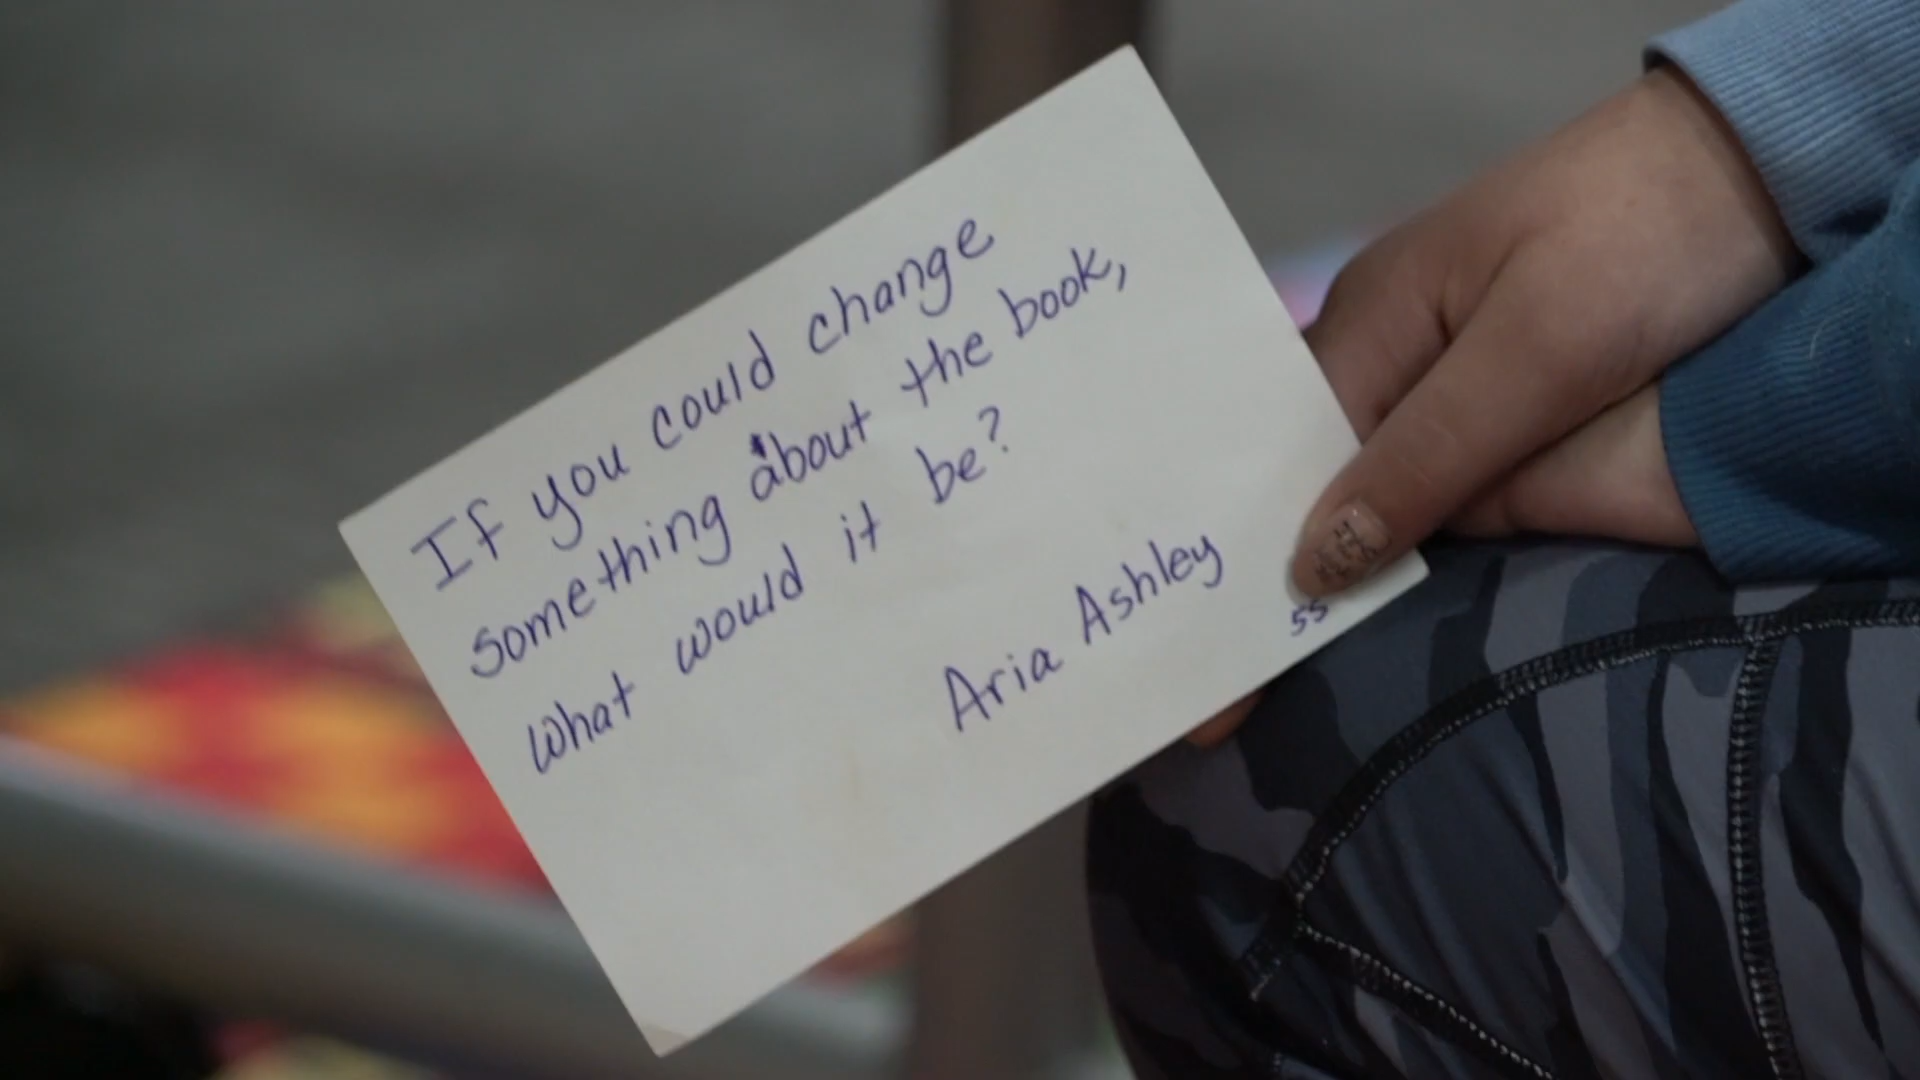 If you could change
something about the book,
What would it be?
Aria Ashley
55